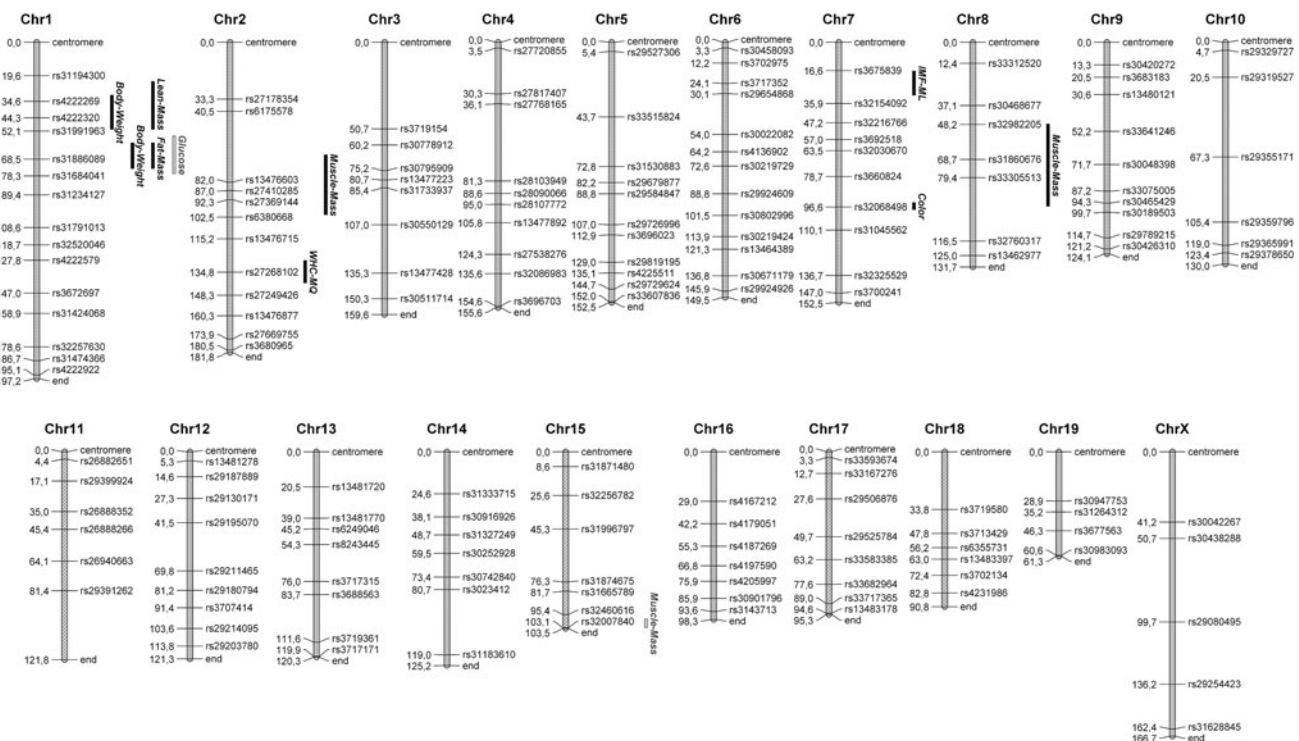 Chr1
0,0 centromere
19,6 rs31194300
34,6 rs4222269
44,3 rs4222320
52,1 rs31991963
68,5 rs31886089
78,3 rs31684041
89,4 rs31234127
08,6 rs31791013
18,7 rs32520046
27,8 rs4222579
47,0 rs3672697
58,9 rs31424068
78,6 rs32257630
86,7 rs31474366
95,1 rs4222922
97,2 end
Body-Weight
Body-Weight
Lean-Mass
Fat-Mass
Glucose
Chr2
0,0 centromere
33,3 rs27178354
40,5 rs6175578
82,0 rs13476603
87,0 rs27410285
92,3 rs27369144
102,5 rs6380668
115,2 rs13476715
134,8 rs27268102
148,3 rs27249426
160,3 rs13476877
173,9 rs27669755
180,5 rs3680965
181,8 end
WHC-MQ
Muscle-Mass
Chr3
0,0 centromere
50,7 rs3719154
60,2 rs30778912
75,2 rs30795909
80,7 rs13477223
85,4 rs31733937
107,0 rs30550129
135,3 rs13477428
150,3 rs30511714
159,6 end
Chr4
0,0 centromere
3,5 rs27720855
30,3 rs27817407
36,1 rs27768165
81,3 rs28103949
88,6 rs28090066
95,0 rs28107772
105,8 rs13477892
124,3 rs27538276
135,6 rs32086983
154,6 rs3696703
155,6 end
Chr5
0,0 centromere
5,4 rs29527306
43,7 rs33515824
72,8 rs31530883
82,2 rs29679877
88,8 rs29584847
107,0 rs29726996
112,9 rs3696023
129,0 rs29819195
135,1 rs4225511
144,7 rs29729624
152,0 rs33607836
152,5 end
Chr6
0,0 centromere
3,3 rs30458093
12,2 rs3702975
24,1 rs3717352
30,1 rs29654868
54,0 rs30022082
64,2 rs4136902
72,6 rs30219729
88,8 rs29924609
101,5 rs30802996
113,9 rs30219424
121,3 rs13464389
136,8 rs30671179
145,9 rs29924926
149,5 end
Chr7
0,0 centromere
16,6 rs3675839
35,9 rs32154092
47,2 rs32216766
57,0 rs3692518
63,5 rs32030670
78,7 rs3660824
96,6 rs32068498
110,1 rs31045562
136,7 rs32325529
147,0 rs3700241
152,5 end
IMF-ML
Color
Chr8
0,0 centromere
12,4 rs33312520
37,1 rs30468677
48,2 rs32982205
68,7 rs31860676
79,4 rs33305513
116,5 rs32760317
125,0 rs13462977
131,7 end
Muscle-Mass
Chr9
0,0 centromere
13,3 rs30420272
20,5 rs3683183
30,6 rs13480121
52,2 rs33641246
71,7 rs30048398
87,2 rs33075005
94,3 rs30465429
99,7 rs30189503
114,7 rs29789215
121,2 rs30426310
124,1 end
Chr10
0,0 centromere
4,7 rs29329727
20,5 rs29319527
67,3 rs29355171
105,4 rs29359796
119,0 rs29365991
123,4 rs29378650
130,0 end
Chr11
0,0 centromere
4,4 rs26882651
17,1 rs29399924
35,0 rs26888352
45,4 rs26888266
64,1 rs26940663
81,4 rs29391262
121,8 end
Chr12
0,0 centromere
5,3 rs13481278
14,6 rs29187889
27,3 rs29130171
41,5 rs29195070
69,8 rs29211465
81,2 rs29180794
91,4 rs3707414
103,6 rs29214095
113,8 rs29203780
121,3 end
Chr13
0,0 centromere
20,5 rs13481720
39,0 rs13481770
45,2 rs6249046
54,3 rs8243445
76,0 rs3717315
83,7 rs3688563
111,6 rs3719361
119,9 rs3717171
120,3 end
Chr14
0,0 centromere
24,6 rs31333715
38,1 rs30916926
48,7 rs31327249
59,5 rs30252928
73,4 rs30742840
80,7 rs3023412
119,0 rs31183610
125,2 end
Chr15
0,0 centromere
8,6 rs31871480
25,6 rs32256782
45,3 rs31996797
76,3 rs31874675
81,7 rs31665789
95,4 rs32460616
103,1 rs32007840
103,5 end
Muscle-Mass
Chr16
0,0 centromere
29,0 rs4167212
42,2 rs4179051
55,3 rs4187269
66,8 rs4197590
75,9 rs4205997
85,9 rs30901796
93,6 rs3143713
98,3 end
Chr17
0,0 centromere
3,3 rs33593674
12,7 rs33167276
27,6 rs29506876
49,7 rs29525784
63,2 rs33583385
77,6 rs33682964
89,0 rs33717365
94,6 rs13483178
95,3 end
Chr18
0,0 centromere
33,8 rs3719580
47,8 rs3713429
56,2 rs6355731
63,0 rs13483397
72,4 rs3702134
82,8 rs4231986
90,8 end
Chr19
0,0 centromere
28,9 rs30947753
35,2 rs31264312
46,3 rs3677563
60,6 rs30983093
61,3 end
ChrX
0,0 centromere
41,2 rs30042267
50,7 rs30438288
99,7 rs29080495
136,2 rs29254423
162,4 rs31628845
166,7 end